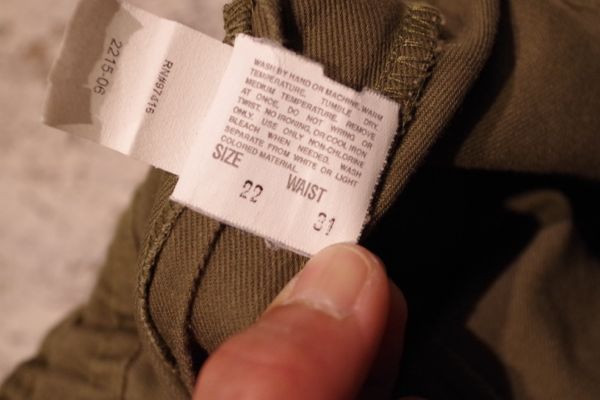 2215-06
RN#97416
WASH BY HAND OR MACHINE-WARM
TEMPERATURE. TUMBLE DRY
MEDIUM TEMPERATURE. REMOVE
AT ONCE. DO NOT WRING OR
TWIST, NO IRONING, OR COOL IRON
ONLY. USE ONLY NON-CHLORINE
BLEACH WHEN NEEDED. WASH
SEPARATE FROM WHITE OR LIGHT
COLORED MATERIAL.
SIZE WAIST
22 31